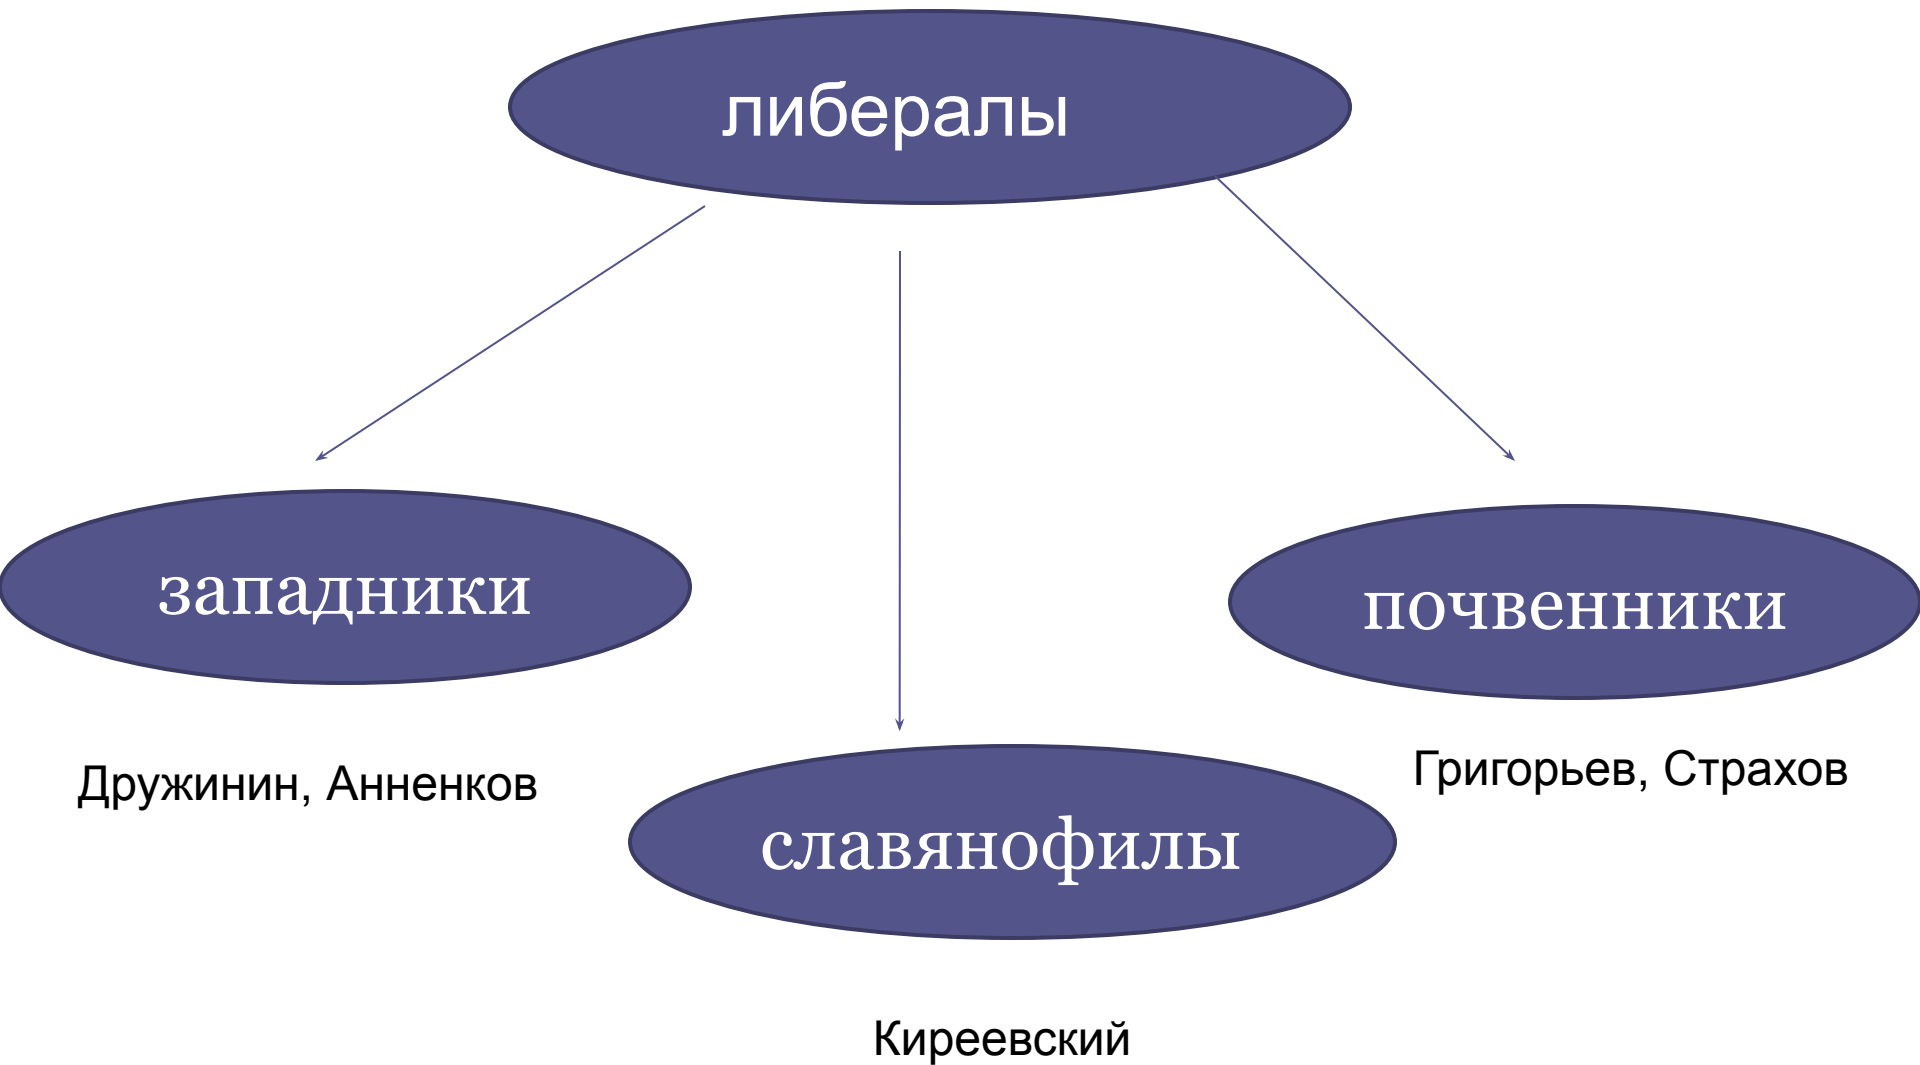 либералы
западники
почвенники
Дружинин, Анненков
Григорьев, Страхов
славянофилы
Киреевский